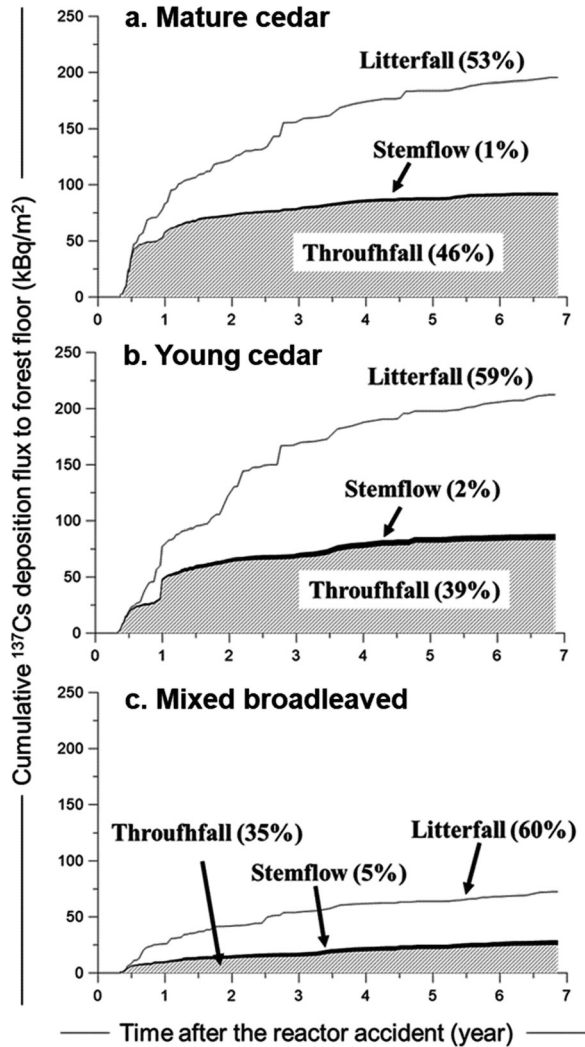 a. Mature cedar
250
200
150
100
50
0
Litterfall (53%)
Stemflow (1%)
Throufhfall (46%)
0 1 2 3 4 5 6 7
b. Young cedar
250
200
150
100
50
0
Litterfall (59%)
Stemflow (2%)
Throufhfall (39%)
0 1 2 3 4 5 6 7
c. Mixed broadleaved
250
200
150
100
50
0
Throufhfall (35%)
Litterfall (60%)
Stemflow (5%)
0 1 2 3 4 5 6 7
Cumulative ¹³⁷Cs deposition flux to forest floor (kBq/m²)
Time after the reactor accident (year)